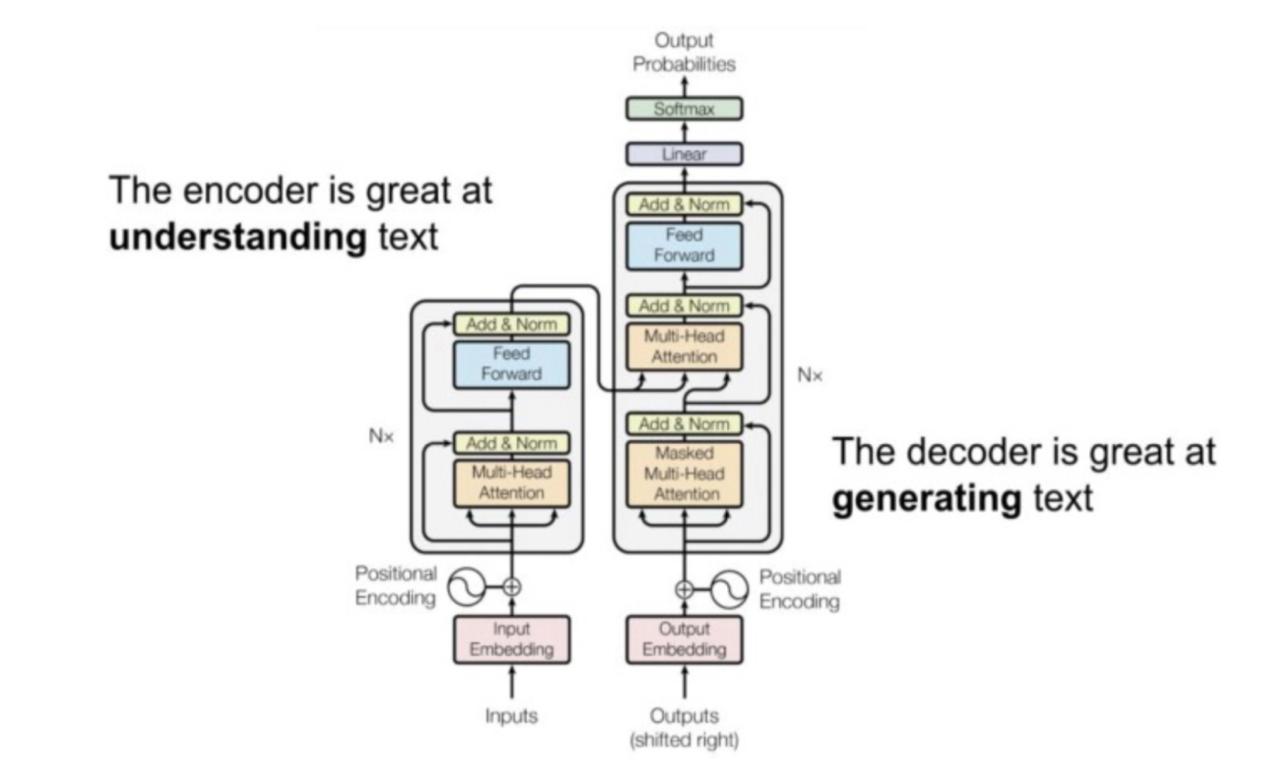 Output
Probabilities
Softmax
Linear
The encoder is great at
understanding text
Add & Norm
Feed
Forward
Add & Norm
Multi-Head
Attention
Nx
Add & Norm
Masked
Multi-Head
Attention
Add & Norm
Feed
Forward
Nx
Add & Norm
Multi-Head
Attention
The decoder is great at
generating text
Positional
Encoding
Positional
Encoding
Input
Embedding
Output
Embedding
Inputs
Outputs
(shifted right)